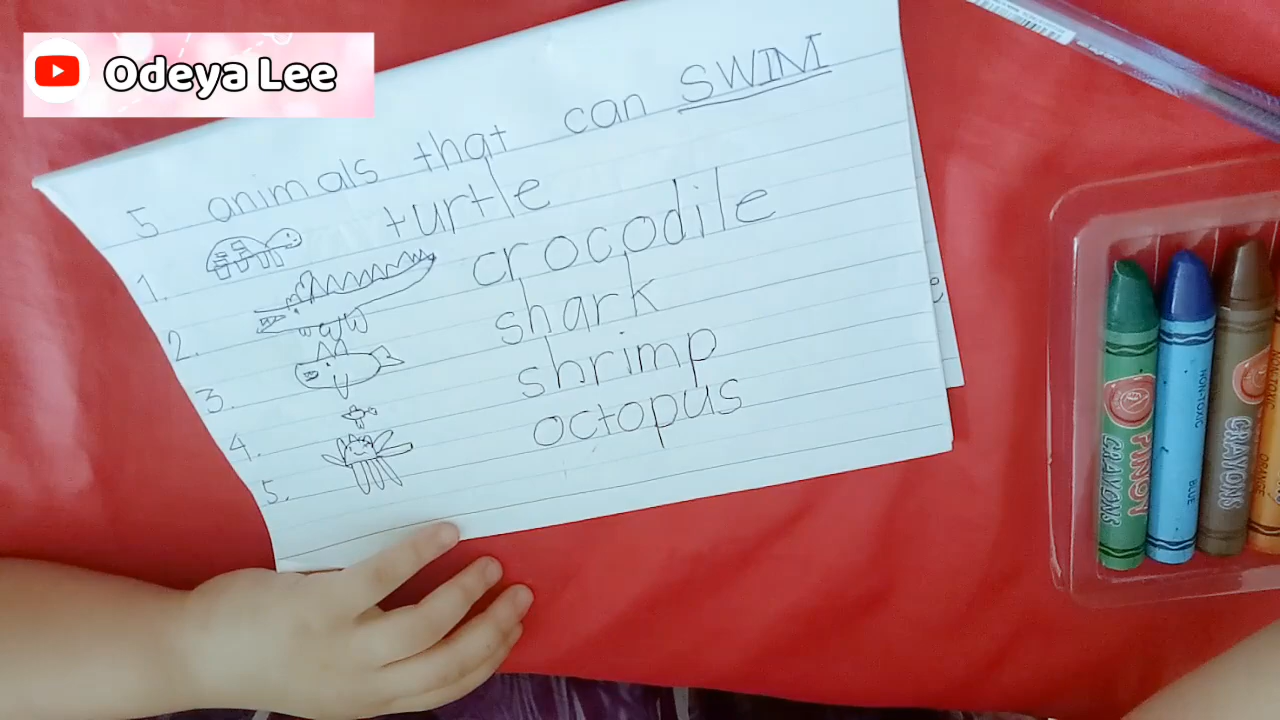 Odeya Lee
5 animals that can SWIM
1. turtle
2. crocodile
3. shark
4. shrimp
5. octopus
PINGY
CRAYONS
NON-TOXIC
BLUE
CRAYONS